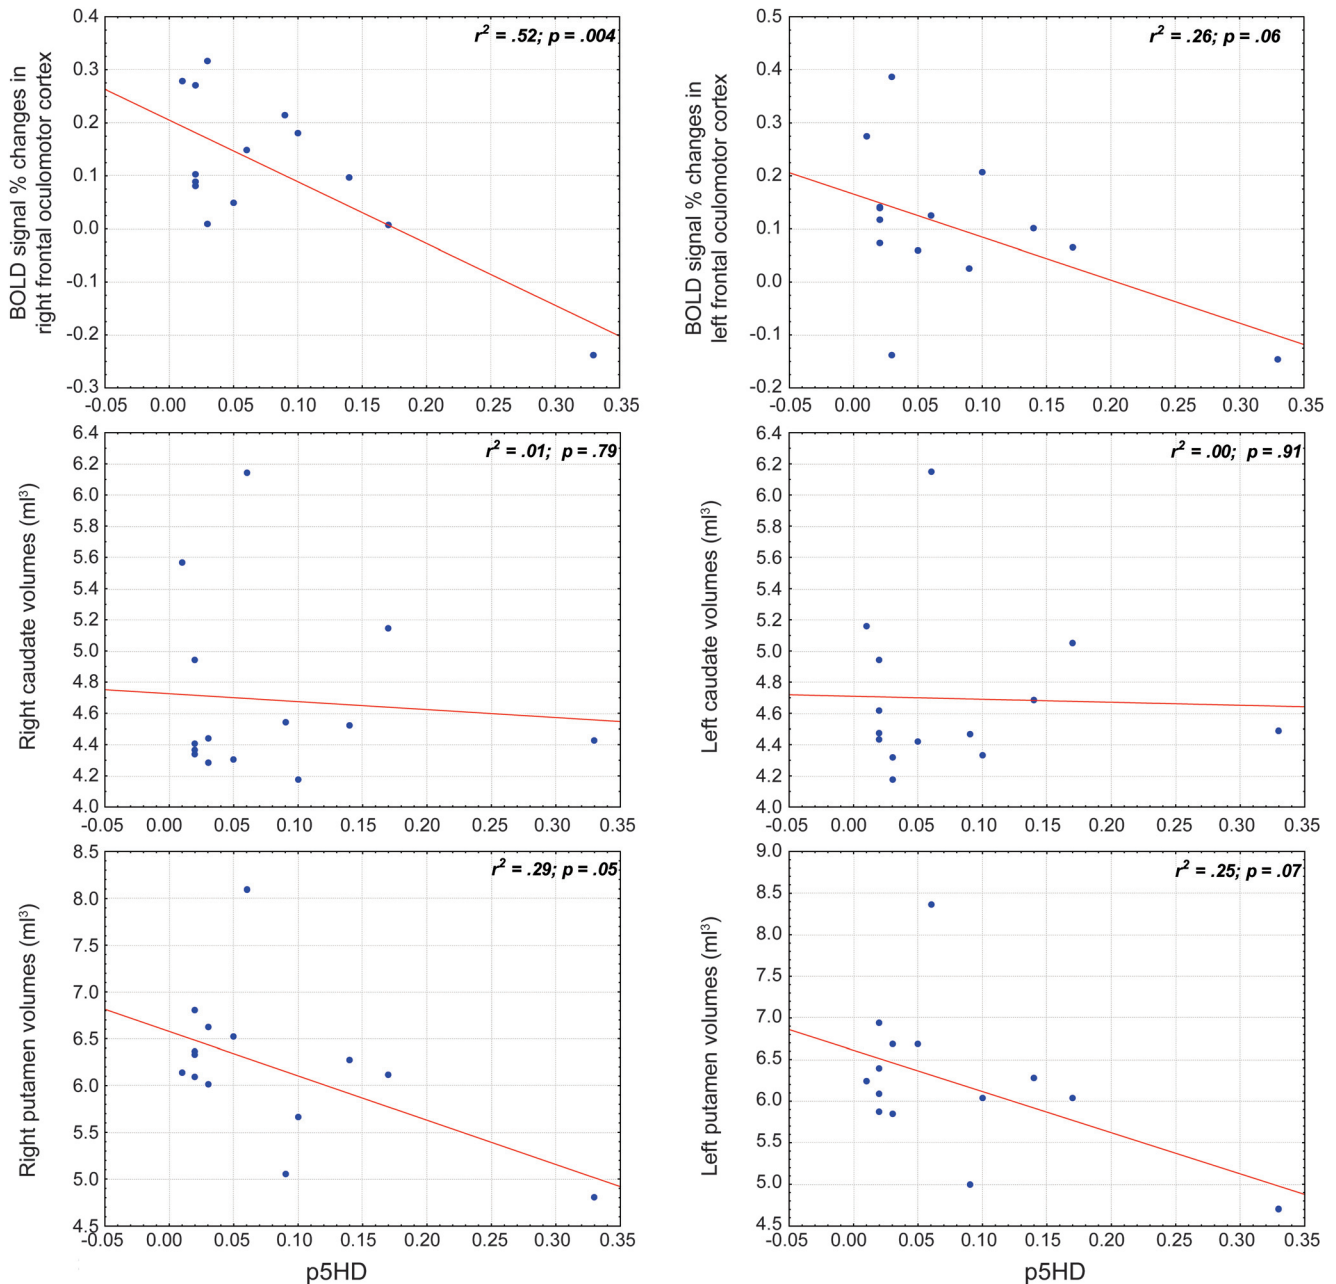 r² = .52; p = .004
BOLD signal % changes in
right frontal oculomotor cortex
0.4
0.3
0.2
0.1
0.0
-0.1
-0.2
-0.3
-0.05 0.00 0.05 0.10 0.15 0.20 0.25 0.30 0.35
r² = .26; p = .06
BOLD signal % changes in
left frontal oculomotor cortex
0.5
0.4
0.3
0.2
0.1
0.0
-0.1
-0.2
-0.05 0.00 0.05 0.10 0.15 0.20 0.25 0.30 0.35
r² = .01; p = .79
Right caudate volumes (ml³)
6.4
6.2
6.0
5.8
5.6
5.4
5.2
5.0
4.8
4.6
4.4
4.2
4.0
-0.05 0.00 0.05 0.10 0.15 0.20 0.25 0.30 0.35
r² = .00; p = .91
Left caudate volumes (ml³)
6.4
6.2
6.0
5.8
5.6
5.4
5.2
5.0
4.8
4.6
4.4
4.2
4.0
-0.05 0.00 0.05 0.10 0.15 0.20 0.25 0.30 0.35
r² = .29; p = .05
Right putamen volumes (ml³)
8.5
8.0
7.5
7.0
6.5
6.0
5.5
5.0
4.5
-0.05 0.00 0.05 0.10 0.15 0.20 0.25 0.30 0.35
p5HD
r² = .25; p = .07
Left putamen volumes (ml³)
9.0
8.5
8.0
7.5
7.0
6.5
6.0
5.5
5.0
4.5
-0.05 0.00 0.05 0.10 0.15 0.20 0.25 0.30 0.35
p5HD